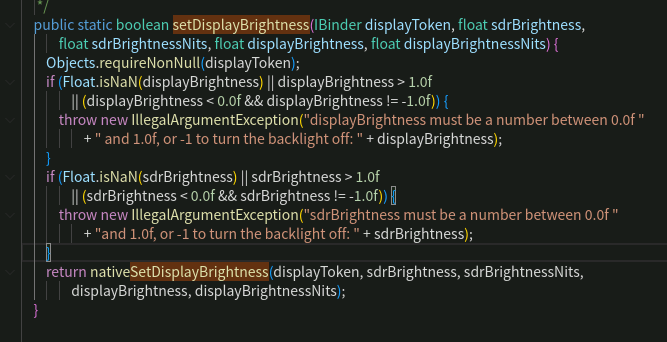 */
public static boolean setDisplayBrightness(IBinder displayToken, float sdrBrightness,
float sdrBrightnessNits, float displayBrightness, float displayBrightnessNits) {
Objects.requireNonNull(displayToken);
if (Float.isNaN(displayBrightness) || displayBrightness > 1.0f
|| (displayBrightness < 0.0f && displayBrightness != -1.0f)) {
throw new IllegalArgumentException("displayBrightness must be a number between 0.0f "
+ " and 1.0f, or -1 to turn the backlight off: " + displayBrightness);
}
if (Float.isNaN(sdrBrightness) || sdrBrightness > 1.0f
|| (sdrBrightness < 0.0f && sdrBrightness != -1.0f)) {
throw new IllegalArgumentException("sdrBrightness must be a number between 0.0f "
+ "and 1.0f, or -1 to turn the backlight off: " + sdrBrightness);
}
return nativeSetDisplayBrightness(displayToken, sdrBrightness, sdrBrightnessNits,
displayBrightness, displayBrightnessNits);
}